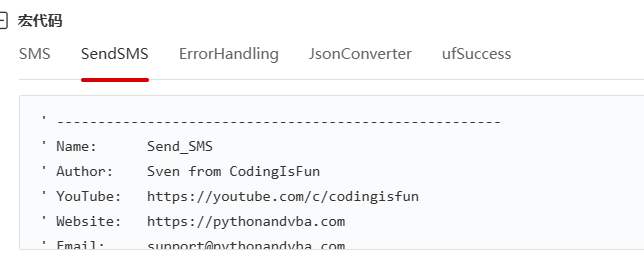 宏代码
SMS SendSMS ErrorHandling JsonConverter ufSuccess
' ------------------------------------------------------
' Name: Send_SMS
' Author: Sven from CodingIsFun
' YouTube: https://youtube.com/c/codingisfun
' Website: https://pythonandvba.com
' Email: support@pythonandvba.com